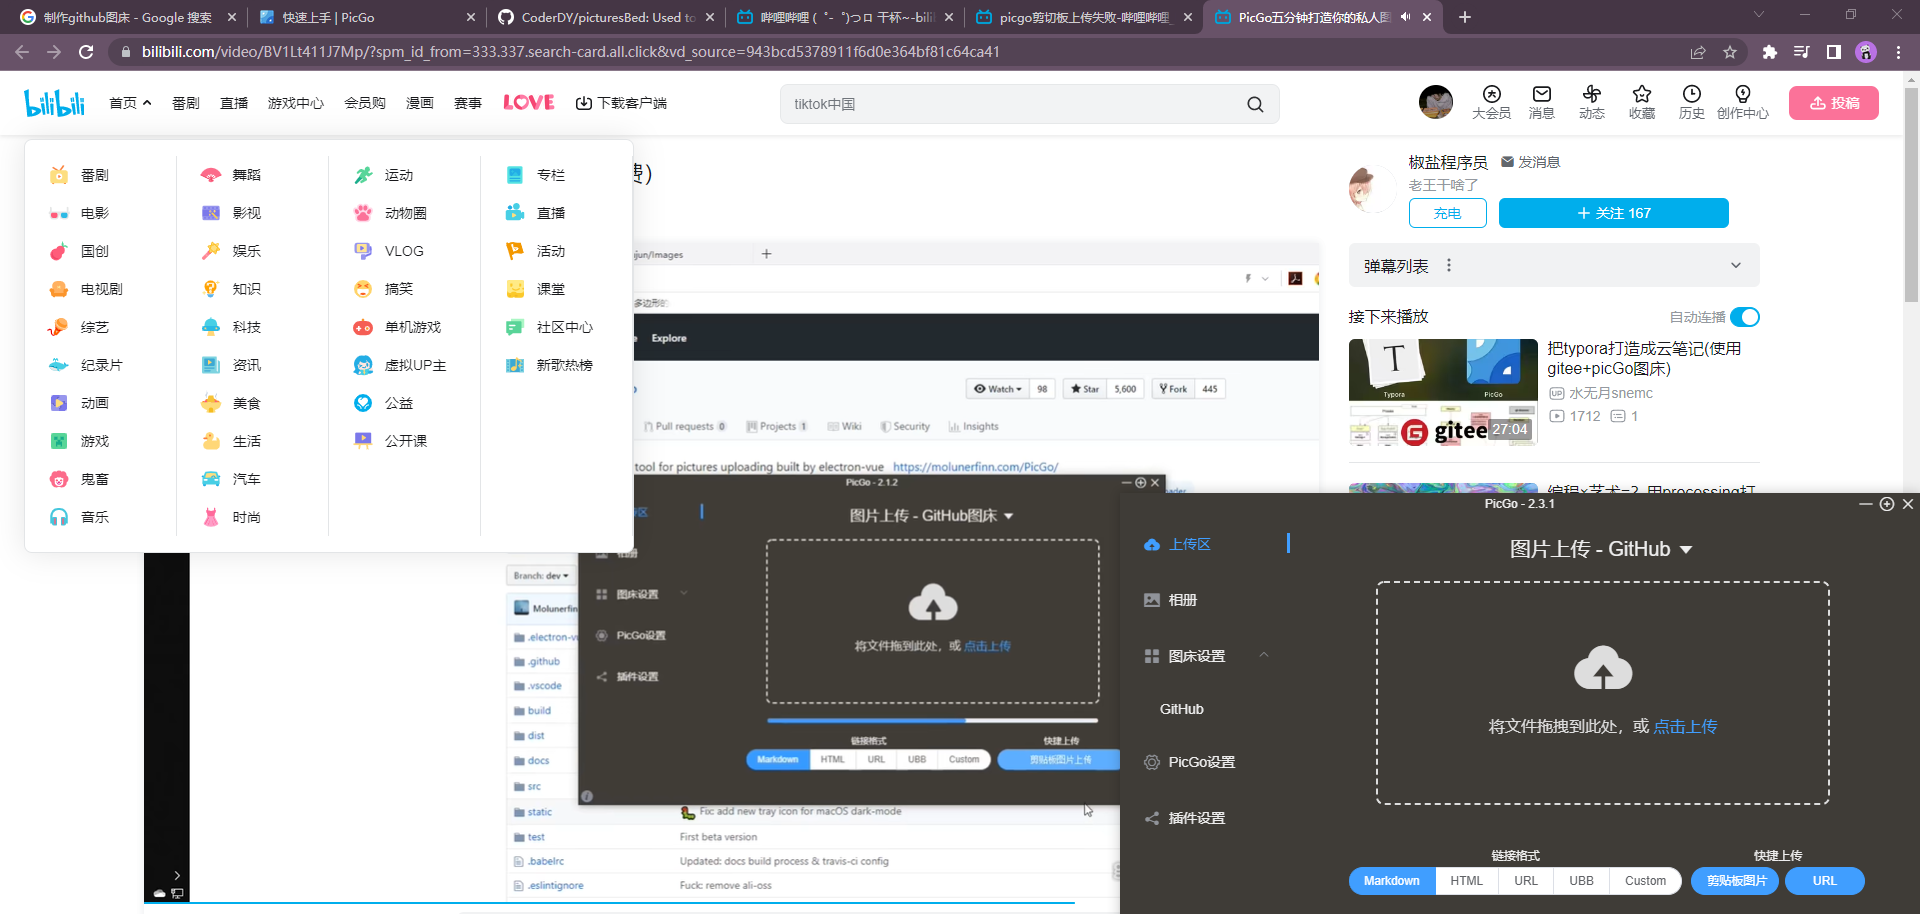 制作github图床 - Google 搜索
快速上手 | PicGo
CoderDY/picturesBed: Used to
哔哩哔哩 (゜-゜)つロ 干杯~-bili
picgo剪切板上传失败-哔哩哔哩_
PicGo五分钟打造你的私人图
bilibili.com/video/BV1Lt411J7Mp/?spm_id_from=333.337.search-card.all.click&vd_source=943bcd5378911f6d0e364bf81c64ca41
bilibili
首页
番剧
直播
游戏中心
会员购
漫画
赛事
LOVE
下载客户端
tiktok中国
大会员
消息
动态
收藏
历史
创作中心
投稿
番剧
电影
国创
电视剧
综艺
纪录片
动画
游戏
鬼畜
音乐
舞蹈
影视
娱乐
知识
科技
资讯
美食
生活
汽车
时尚
运动
动物圈
VLOG
搞笑
单机游戏
虚拟UP主
公益
公开课
专栏
直播
活动
课堂
社区中心
新歌热榜
费)
jun/Images
多边形的
Explore
Watch 98
Star 5,600
Fork 445
Pull requests 0
Projects 1
Wiki
Security
Insights
tool for pictures uploading built by electron-vue https://molunerfinn.com/PicGo/
Branch: dev
Molunerfin
.electron-vu
.github
.vscode
build
dist
docs
src
static
Fix: add new tray icon for macOS dark-mode
test
First beta version
.babelrc
Updated: docs build process & travis-ci config
.eslintignore
Fuck: remove ali-oss
PicGo - 2.1.2
图片上传 - GitHub图床
相册
图床设置
PicGo设置
插件设置
将文件拖到此处，或 点击上传
链接格式
快捷上传
Markdown
HTML
URL
UBB
Custom
剪贴板图片上传
椒盐程序员
发消息
老王干啥了
充电
+ 关注 167
弹幕列表
接下来播放
自动连播
T
Typora
PicGo
gitee
27:04
把typora打造成云笔记(使用
gitee+picGo图床)
UP 水无月snemc
1712
1
编程×艺术=? 用processing打
PicGo - 2.3.1
上传区
相册
图床设置
GitHub
PicGo设置
插件设置
图片上传 - GitHub
将文件拖拽到此处，或 点击上传
链接格式
快捷上传
Markdown
HTML
URL
UBB
Custom
剪贴板图片
URL